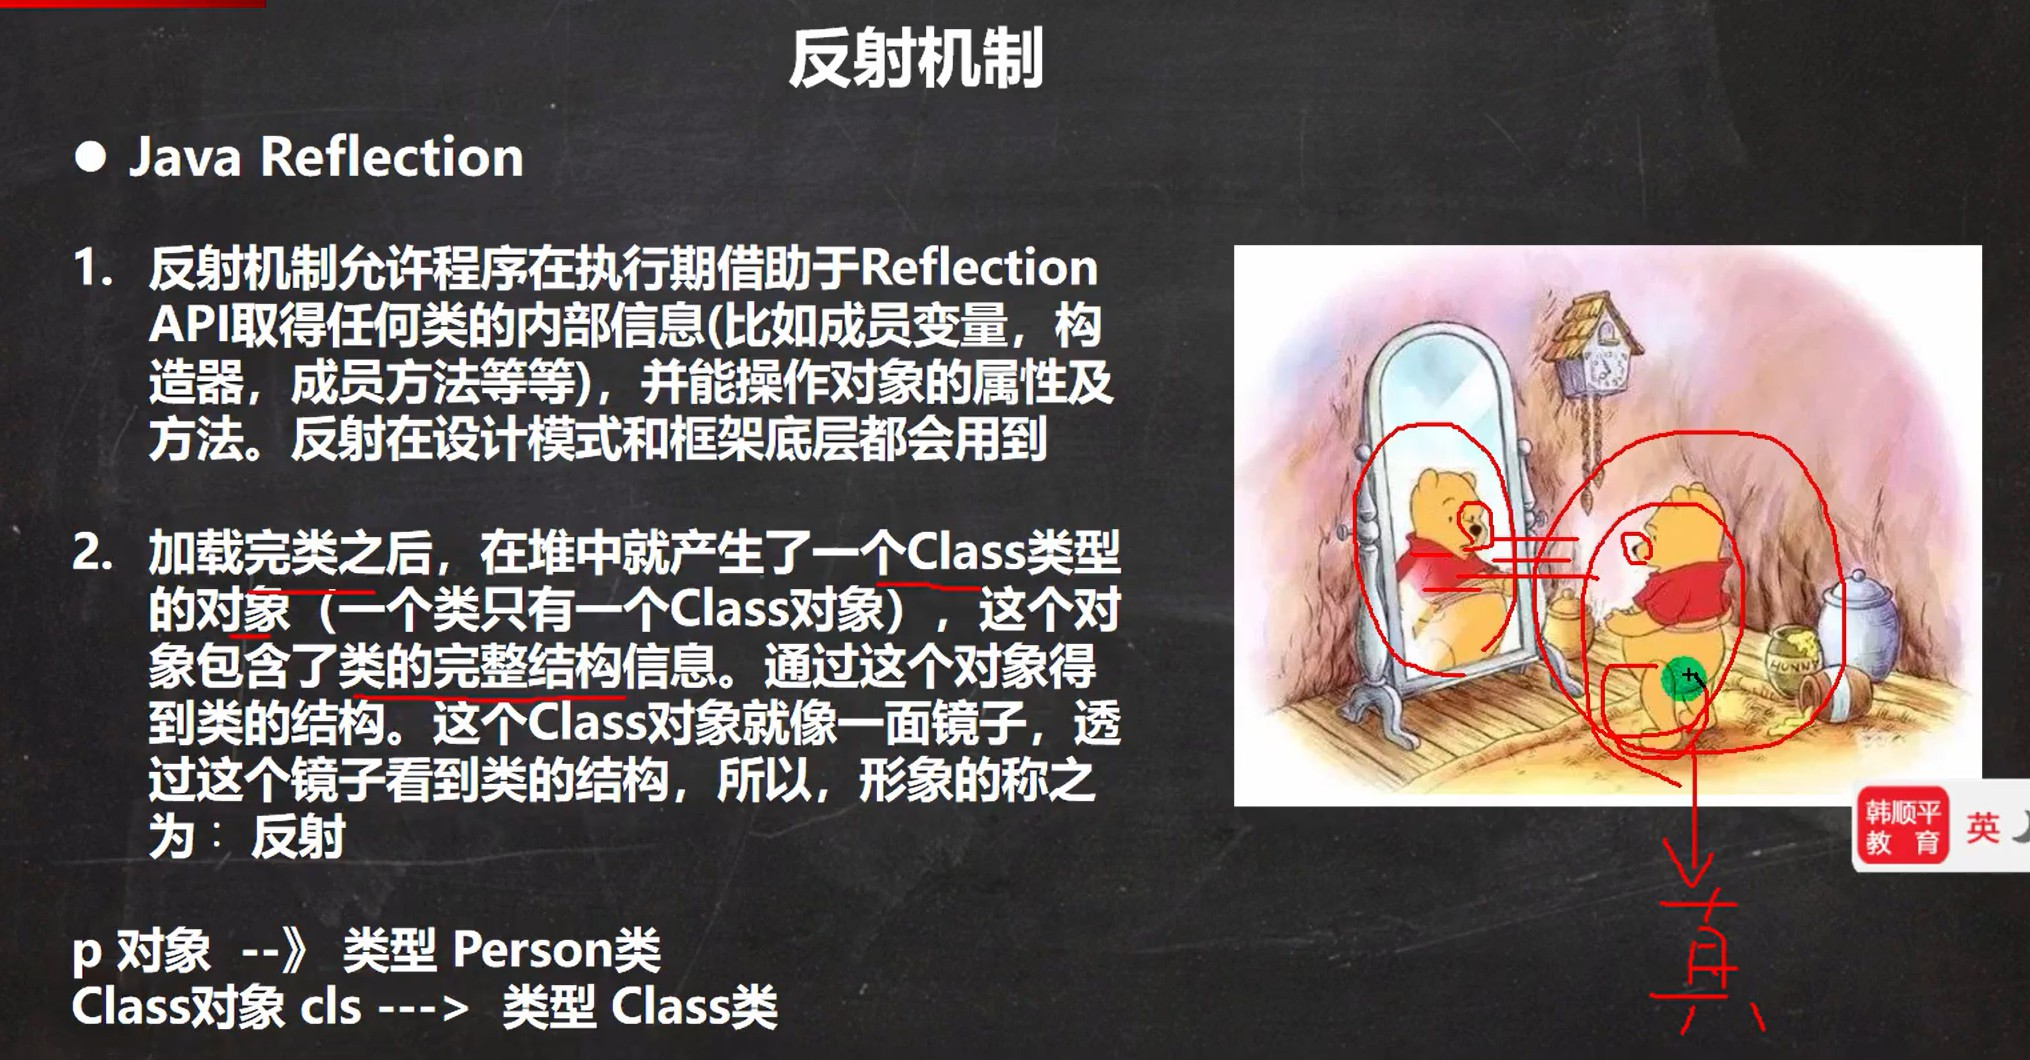 反射机制
● Java Reflection
1. 反射机制允许程序在执行期借助于Reflection
API取得任何类的内部信息(比如成员变量，构
造器，成员方法等等)，并能操作对象的属性及
方法。反射在设计模式和框架底层都会用到
2. 加载完类之后，在堆中就产生了一个Class类型
的对象（一个类只有一个Class对象），这个对
象包含了类的完整结构信息。通过这个对象得
到类的结构。这个Class对象就像一面镜子，透
过这个镜子看到类的结构，所以，形象的称之
为：反射
p 对象 --》 类型 Person类
Class对象 cls ---> 类型 Class类
HUNNY
韩顺平
教 育
英
真